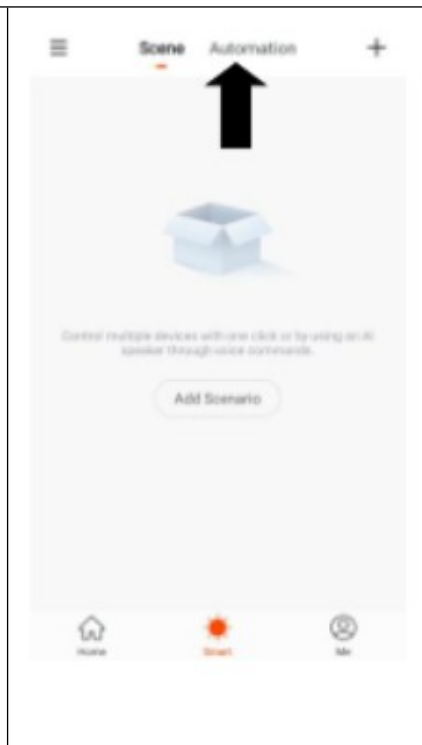 Scene Automation
Control multiple devices with one click or by using an AI
speaker through voice commands.
Add Scenario
Home Smart Me